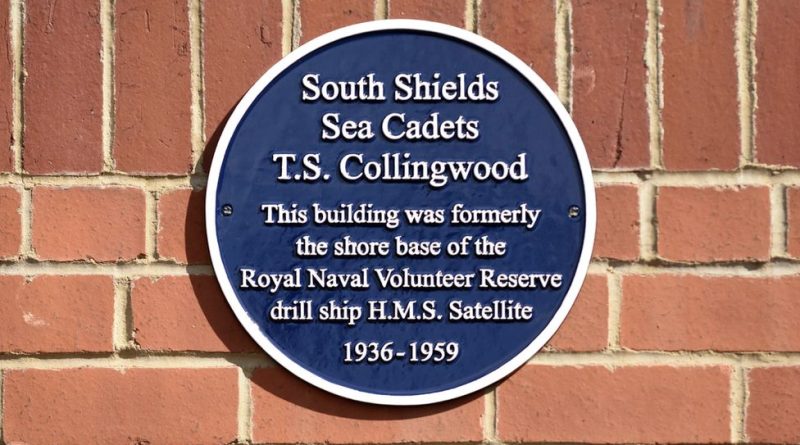 South Shields
Sea Cadets
T.S. Collingwood
This building was formerly
the shore base of the
Royal Naval Volunteer Reserve
drill ship H.M.S. Satellite
1936-1959